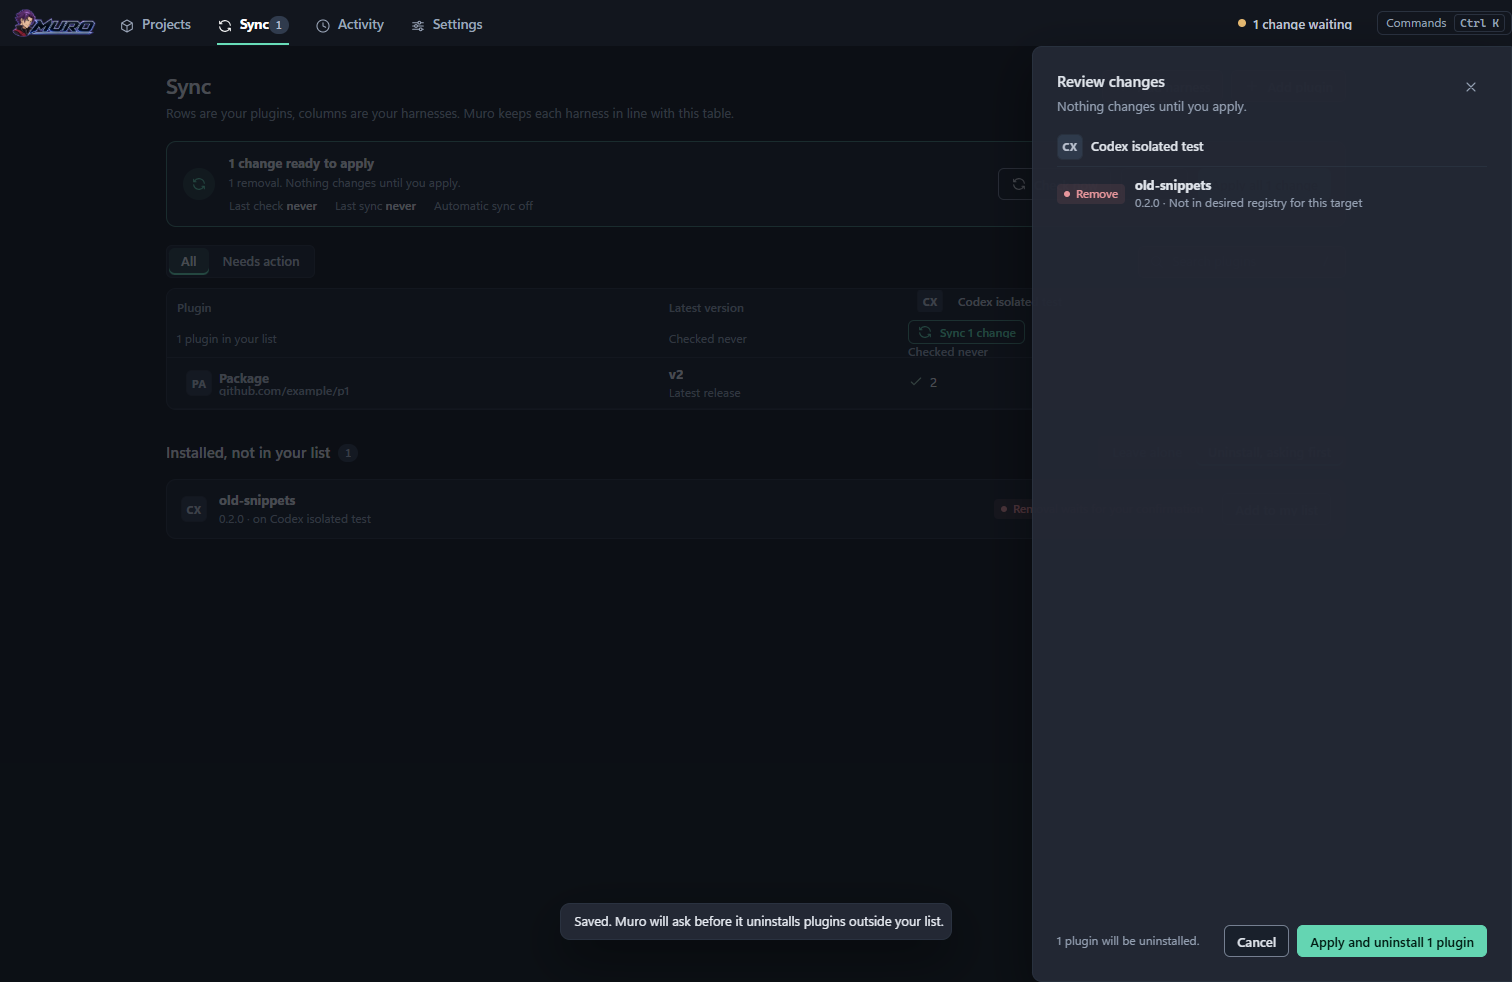 MURO
Projects
Sync 1
Activity
Settings
1 change waiting
Commands Ctrl K
Sync
Rows are your plugins, columns are your harnesses. Muro keeps each harness in line with this table.
1 change ready to apply
1 removal. Nothing changes until you apply.
Last check never Last sync never Automatic sync off
All
Needs action
Plugin
Latest version
CX Codex isolate
1 plugin in your list
Checked never
Sync 1 change
Checked never
PA
Package
github.com/example/p1
v2
Latest release
2
Installed, not in your list 1
CX
old-snippets
0.2.0 · on Codex isolated test
Rem
Review changes
Nothing changes until you apply.
CX Codex isolated test
Remove
old-snippets
0.2.0 · Not in desired registry for this target
Saved. Muro will ask before it uninstalls plugins outside your list.
1 plugin will be uninstalled.
Cancel
Apply and uninstall 1 plugin